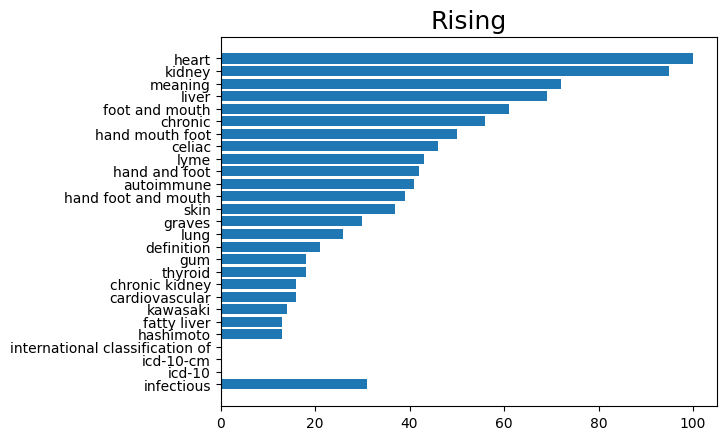 Rising
heart
kidney
meaning
liver
foot and mouth
chronic
hand mouth foot
celiac
lyme
hand and foot
autoimmune
hand foot and mouth
skin
graves
lung
definition
gum
thyroid
chronic kidney
cardiovascular
kawasaki
fatty liver
hashimoto
international classification of
icd-10-cm
icd-10
infectious
0 20 40 60 80 100